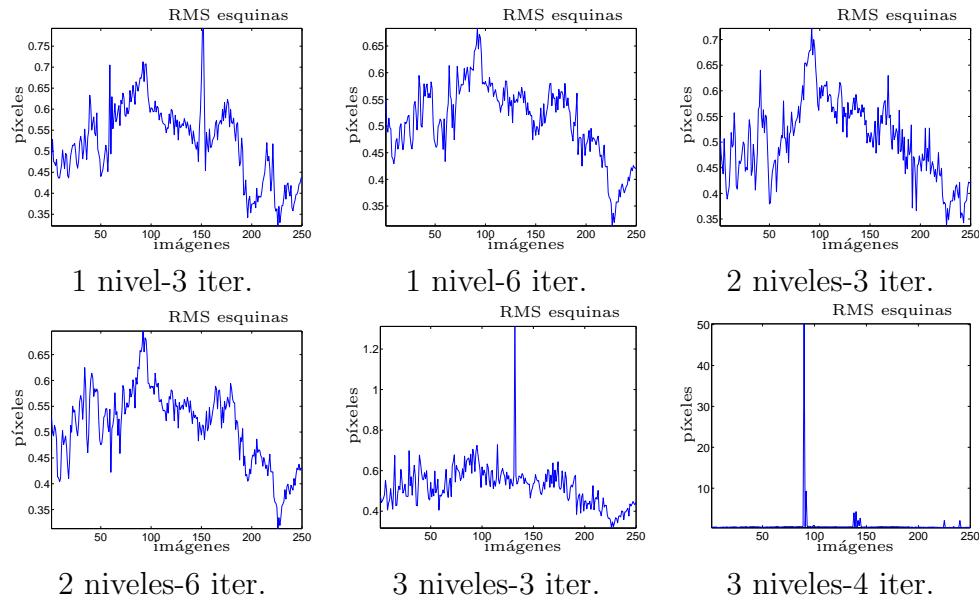 RMS esquinas
0.75
0.7
0.65
0.6
0.55
0.5
0.45
0.4
0.35
píxeles
50 100 150 200 250
imágenes
1 nivel-3 iter.
RMS esquinas
0.65
0.6
0.55
0.5
0.45
0.4
0.35
píxeles
50 100 150 200 250
imágenes
1 nivel-6 iter.
RMS esquinas
0.7
0.65
0.6
0.55
0.5
0.45
0.4
0.35
píxeles
50 100 150 200 250
imágenes
2 niveles-3 iter.
RMS esquinas
0.65
0.6
0.55
0.5
0.45
0.4
0.35
píxeles
50 100 150 200 250
imágenes
2 niveles-6 iter.
RMS esquinas
1.2
1
0.8
0.6
0.4
píxeles
50 100 150 200 250
imágenes
3 niveles-3 iter.
RMS esquinas
50
40
30
20
10
píxeles
50 100 150 200 250
imágenes
3 niveles-4 iter.